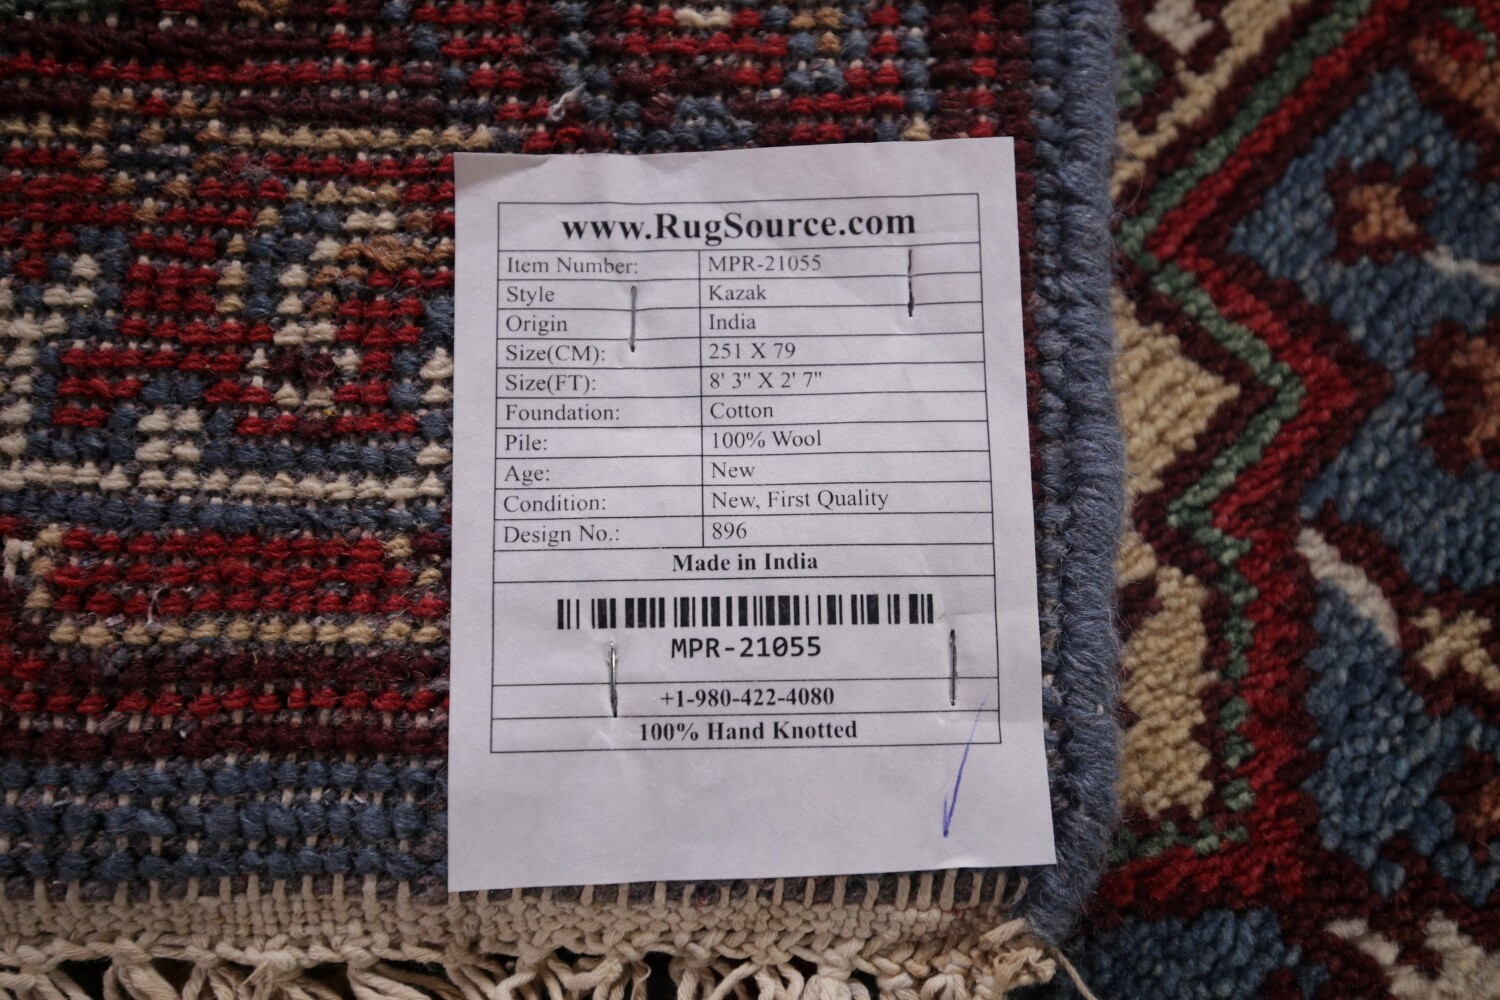 www.RugSource.com
Item Number: MPR-21055
Style Kazak
Origin India
Size(CM): 251 X 79
Size(FT): 8' 3" X 2' 7"
Foundation: Cotton
Pile: 100% Wool
Age: New
Condition: New, First Quality
Design No.: 896
Made in India
MPR-21055
+1-980-422-4080
100% Hand Knotted